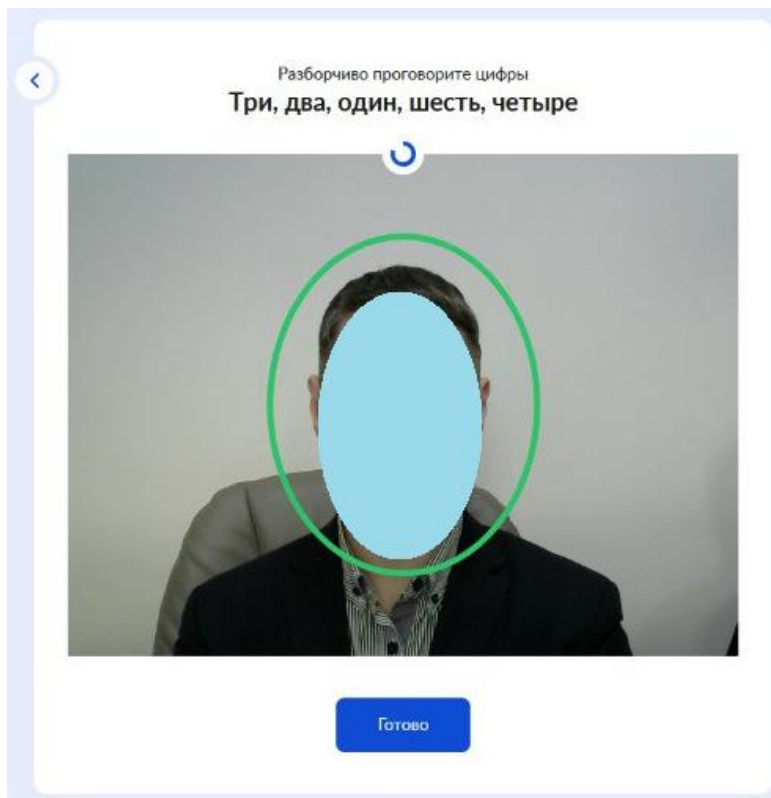 Разборчиво проговорите цифры
Три, два, один, шесть, четыре
Готово